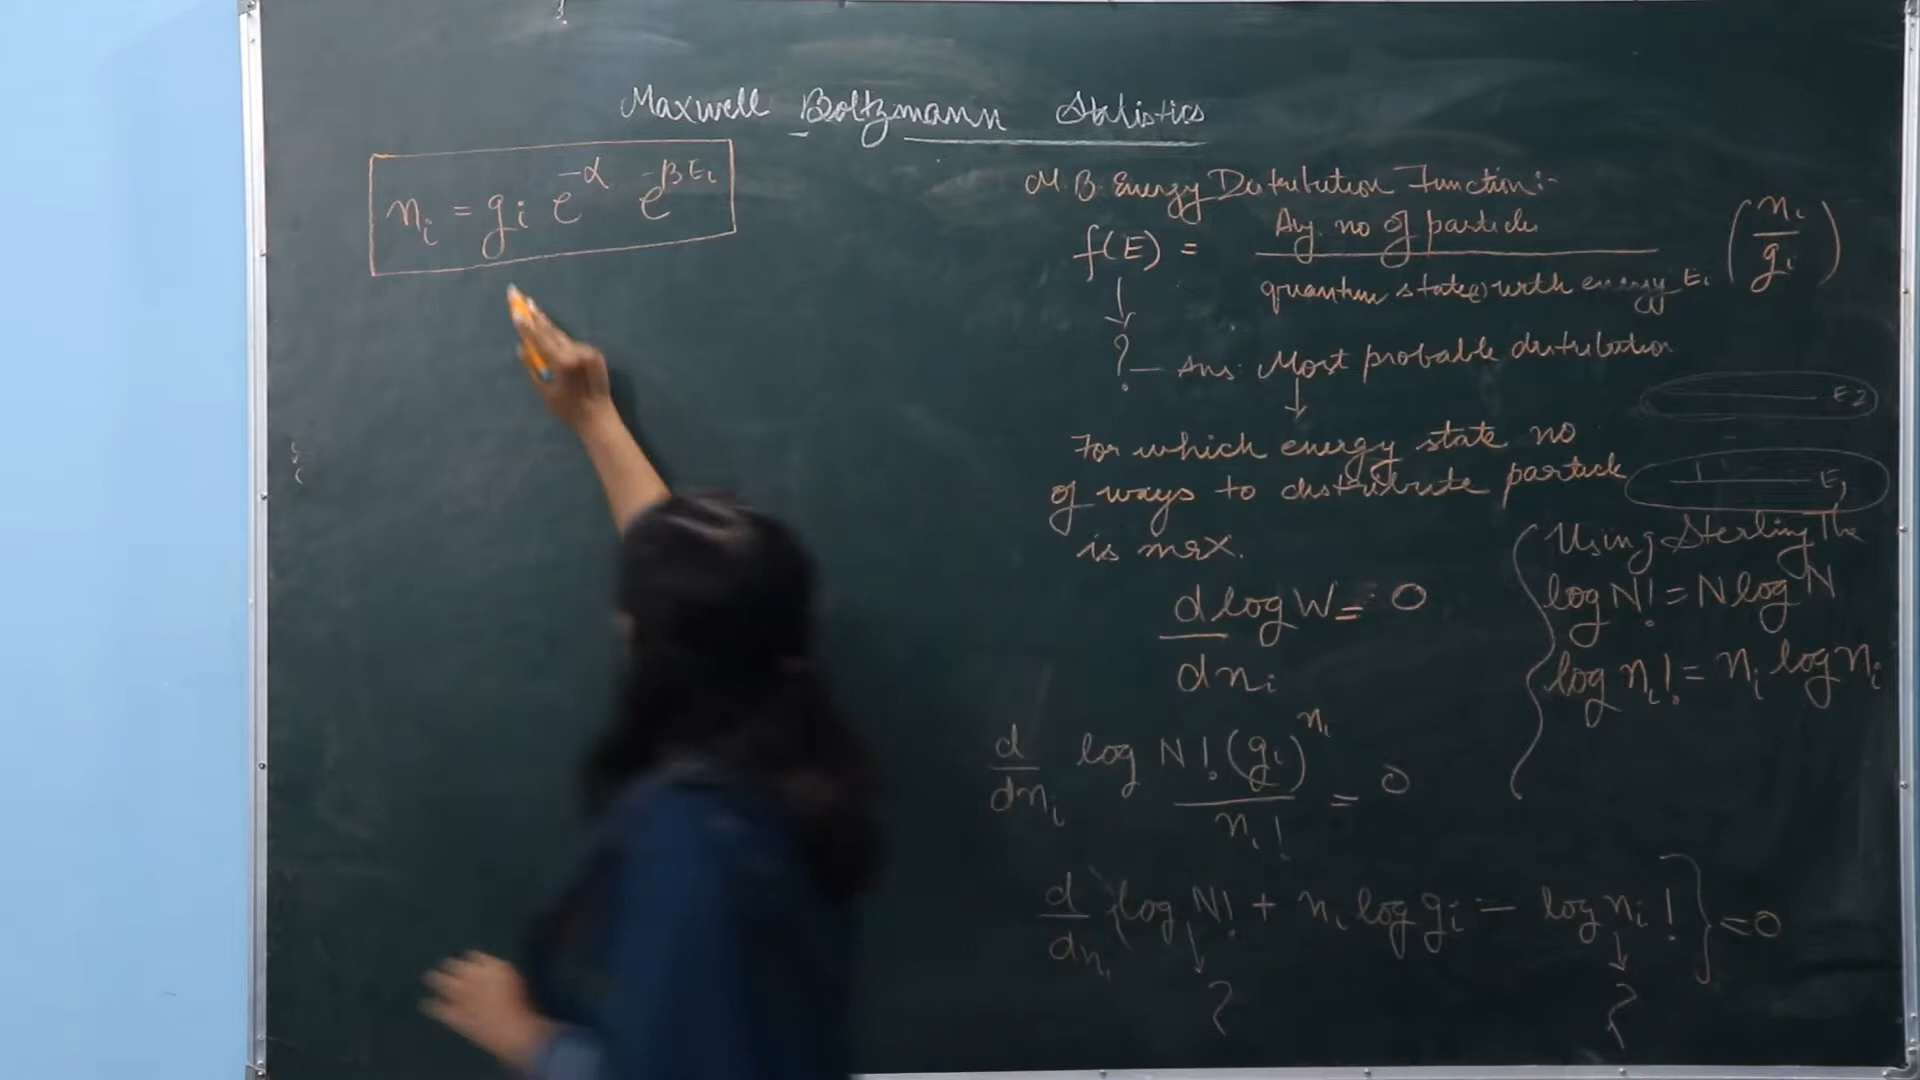 Maxwell Boltzmann Statistics
nᵢ = gᵢ e^-α e^-βEᵢ
M.B. Energy Distribution Function:-
f(E) = Avg. no of particles / quantum states with energy Eᵢ (nᵢ/gᵢ)
↓
? — Ans. Most probable distribution
↓
E2
For which energy state no
of ways to distribute particle
is max.
E1
d log W / dnᵢ = 0
Using Sterling The
log N! = N log N
log nᵢ! = nᵢ log nᵢ
d/dnᵢ log N! (gᵢ)^nᵢ / nᵢ! = 0
d/dnᵢ {log N! + nᵢ log gᵢ – log nᵢ!} = 0
↓ ↓
? ?